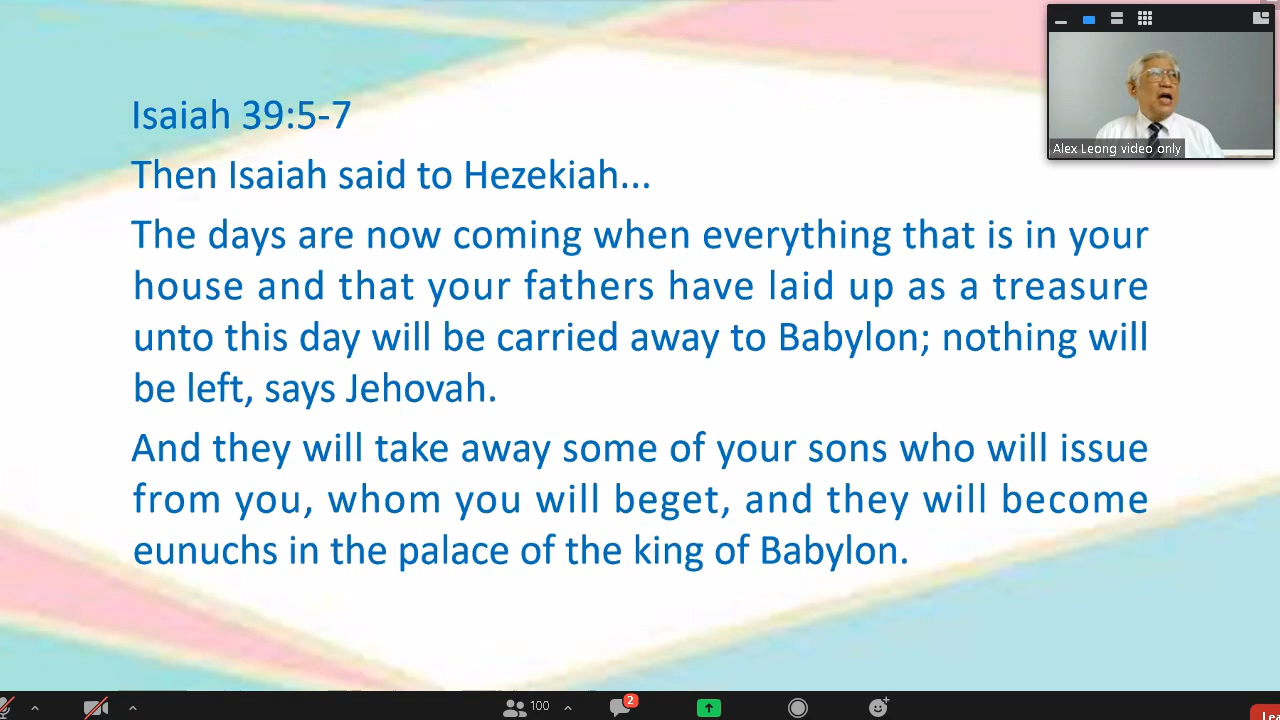 Isaiah 39:5-7
Then Isaiah said to Hezekiah...
The days are now coming when everything that is in your
house and that your fathers have laid up as a treasure
unto this day will be carried away to Babylon; nothing will
be left, says Jehovah.
And they will take away some of your sons who will issue
from you, whom you will beget, and they will become
eunuchs in the palace of the king of Babylon.
Alex Leong video only
100
2